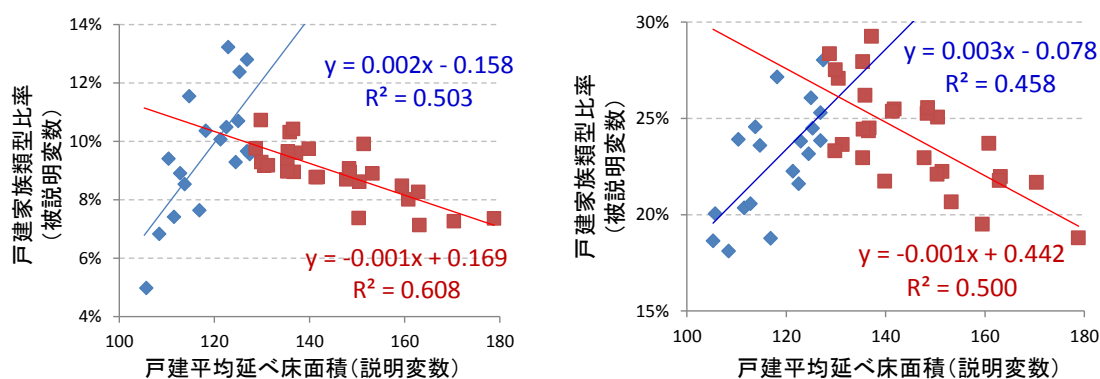 戸建家族類型比率
(被説明変数)
14%
12%
10%
8%
6%
4%
y = 0.002x - 0.158
R² = 0.503
y = -0.001x + 0.169
R² = 0.608
100 120 140 160 180
戸建平均延べ床面積(説明変数)
戸建家族類型比率
(被説明変数)
30%
25%
20%
15%
y = 0.003x - 0.078
R² = 0.458
y = -0.001x + 0.442
R² = 0.500
100 120 140 160 180
戸建平均延べ床面積(説明変数)